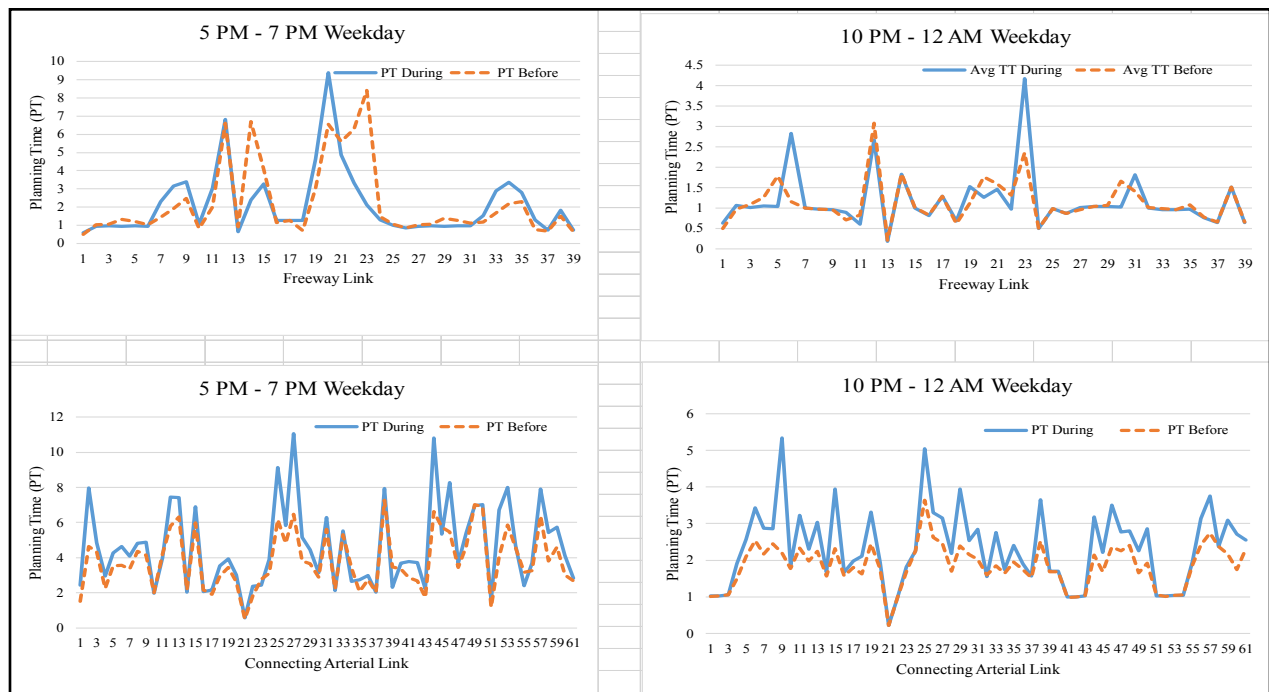 5 PM - 7 PM Weekday
PT During PT Before
10
9
8
7
6
5
4
3
2
1
0
Planning Time (PT)
1 3 5 7 9 11 13 15 17 19 21 23 25 27 29 31 33 35 37 39
Freeway Link
10 PM - 12 AM Weekday
Avg TT During Avg TT Before
4.5
4
3.5
3
2.5
2
1.5
1
0.5
0
Planning Time (PT)
1 3 5 7 9 11 13 15 17 19 21 23 25 27 29 31 33 35 37 39
Freeway Link
5 PM - 7 PM Weekday
PT During PT Before
12
10
8
6
4
2
0
Planning Time (PT)
1 3 5 7 9 11 13 15 17 19 21 23 25 27 29 31 33 35 37 39 41 43 45 47 49 51 53 55 57 59 61
Connecting Arterial Link
10 PM - 12 AM Weekday
PT During PT Before
6
5
4
3
2
1
0
Planning Time (PT)
1 3 5 7 9 11 13 15 17 19 21 23 25 27 29 31 33 35 37 39 41 43 45 47 49 51 53 55 57 59 61
Connecting Arterial Link